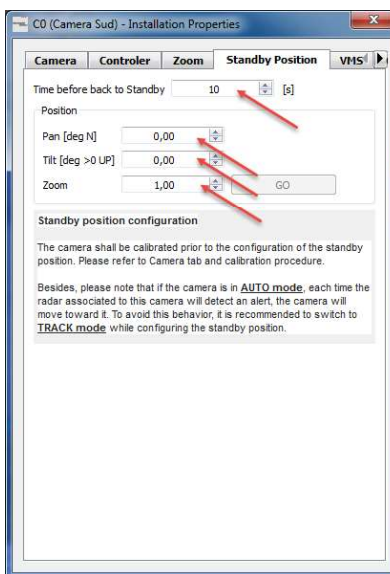 C0 (Camera Sud) - Installation Properties
Camera Controler Zoom Standby Position VMS
Time before back to Standby 10 [s]
Position
Pan [deg N] 0,00
Tilt [deg >0 UP] 0,00
Zoom 1,00 GO
Standby position configuration
The camera shall be calibrated prior to the configuration of the standby
position. Please refer to Camera tab and calibration procedure.
Besides, please note that if the camera is in AUTO mode, each time the
radar associated to this camera will detect an alert, the camera will
move toward it. To avoid this behavior, it is recommended to switch to
TRACK mode while configuring the standby position.